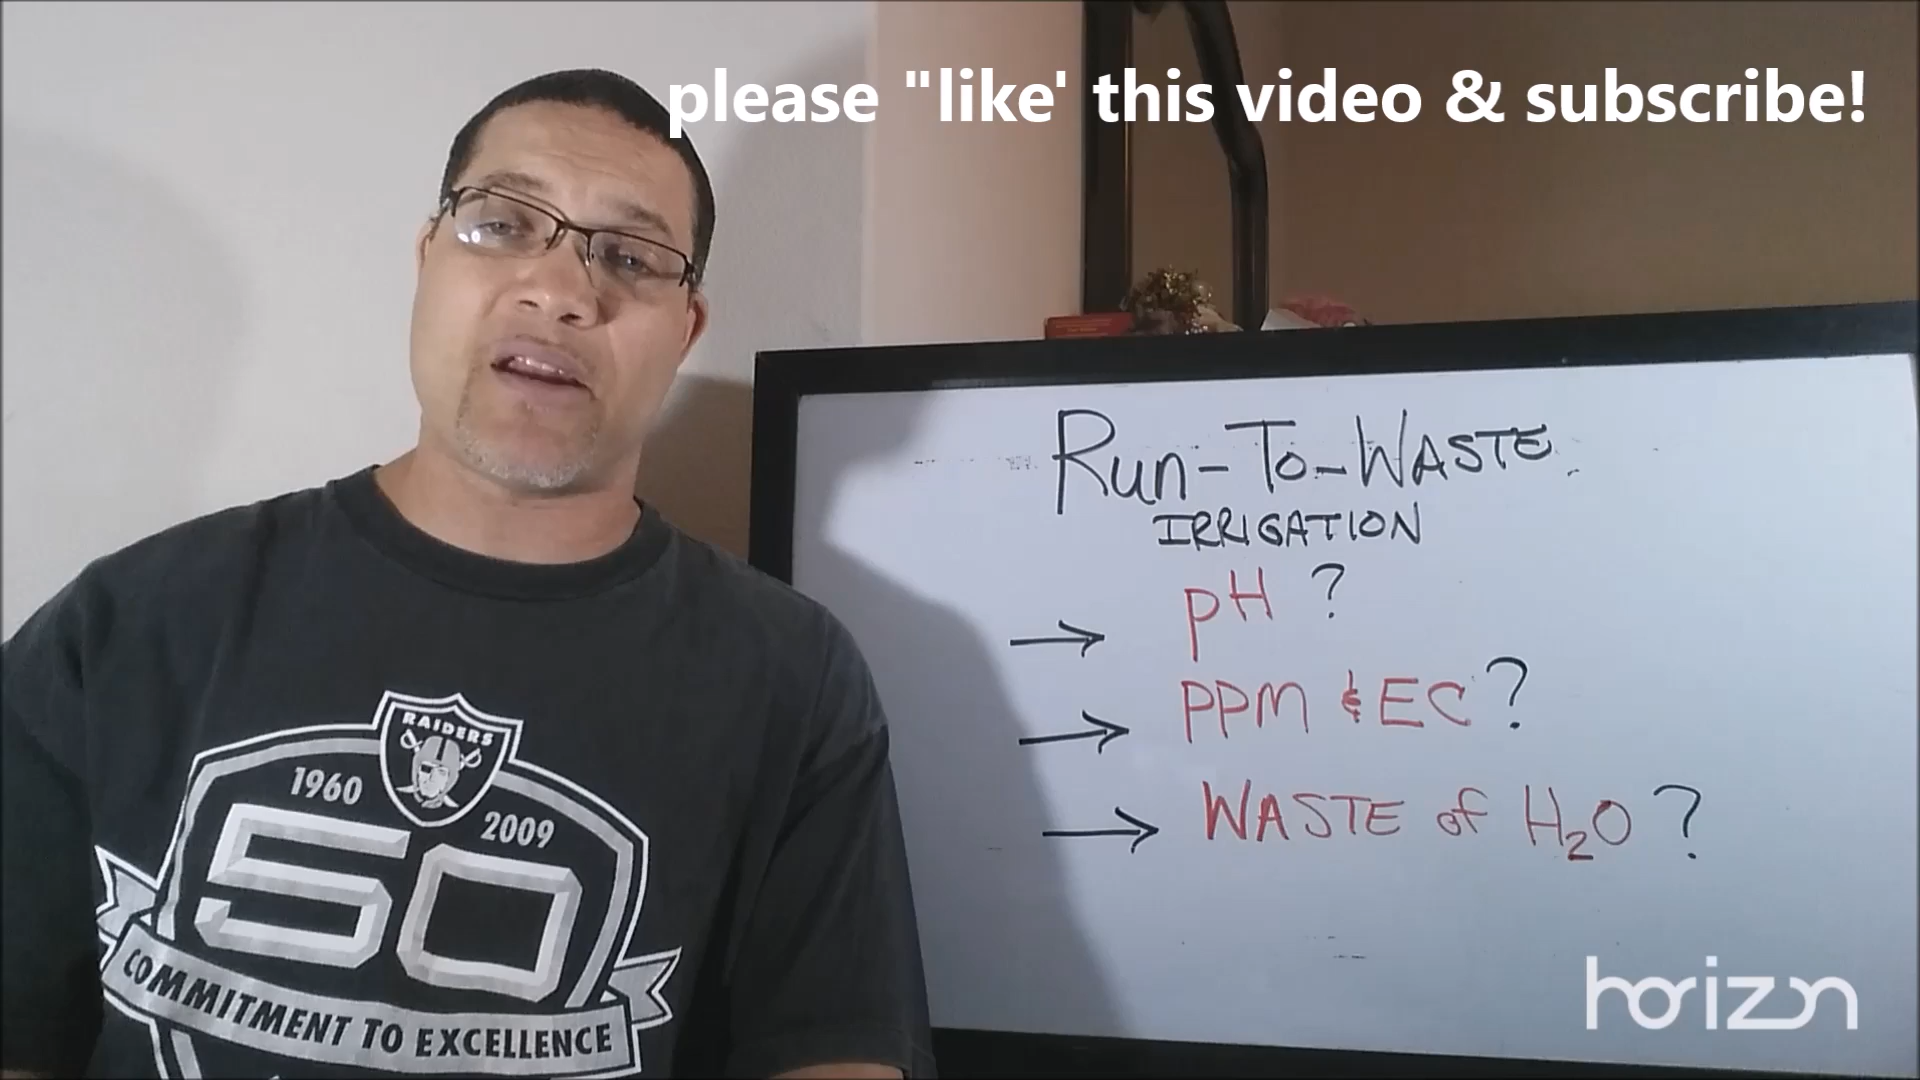 please "like' this video & subscribe!
Run-To-WASTE
IRRIGATION
pH ?
PPM & EC ?
WASTE of H2O ?
RAIDERS
1960
2009
50
COMMITMENT TO EXCELLENCE
horizon